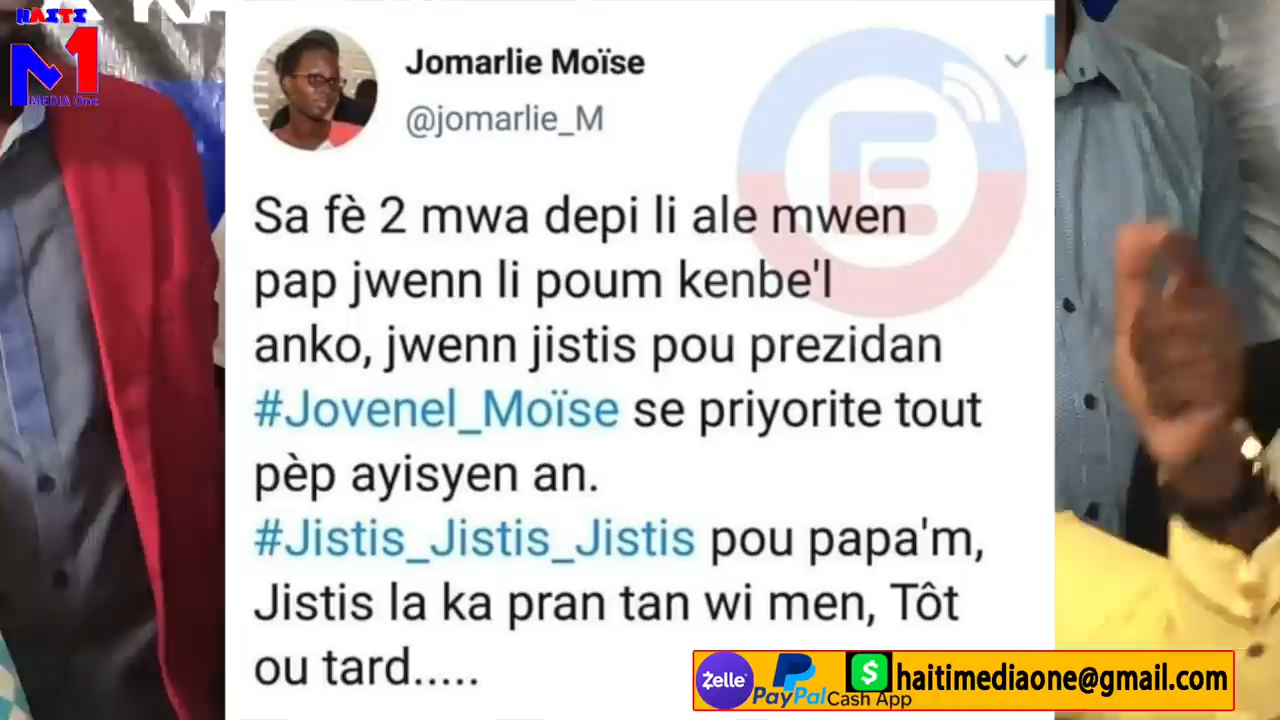 HAITI
MEDIA One
Jomarlie Moïse
@jomarlie_M
Sa fè 2 mwa depi li ale mwen
pap jwenn li poum kenbe'l
anko, jwenn jistis pou prezidan
#Jovenel_Moïse se priyorite tout
pèp ayisyen an.
#Jistis_Jistis_Jistis pou papa'm,
Jistis la ka pran tan wi men, Tôt
ou tard.....
Zelle PayPal $ Cash App haitimediaone@gmail.com